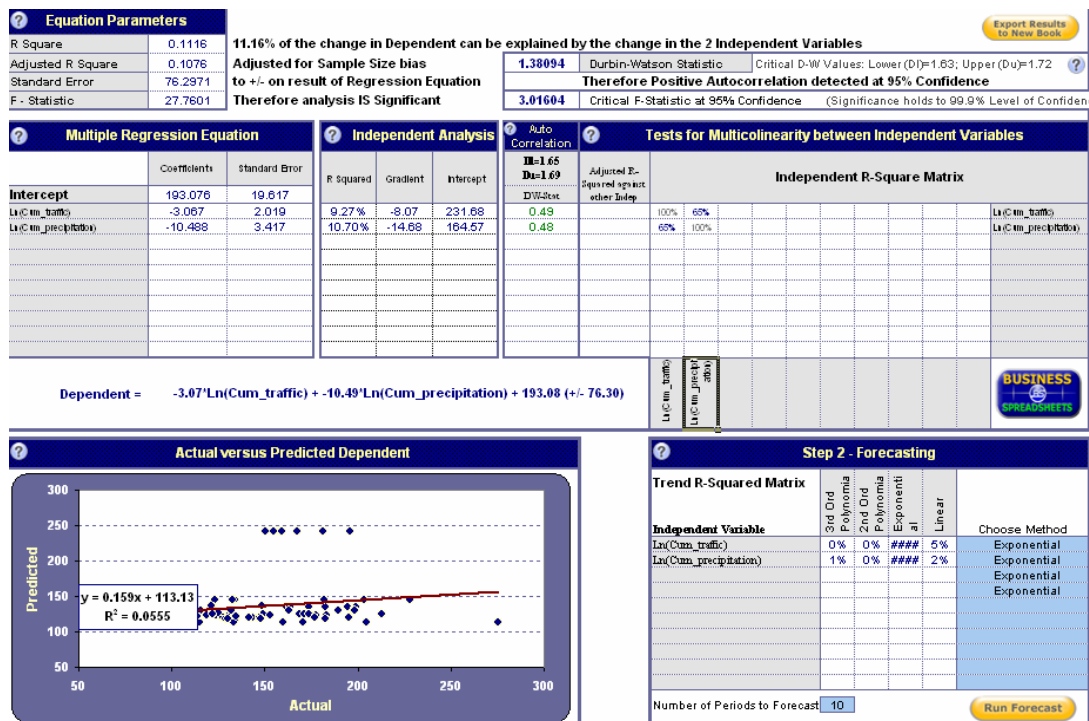 ? Equation Parameters
Export Results to New Book
R Square 0.1116 11.16% of the change in Dependent can be explained by the change in the 2 Independent Variables
Adjusted R Square 0.1076 Adjusted for Sample Size bias 1.38094 Durbin-Watson Statistic Critical D-W Values: Lower (Dl)=1.63; Upper (Du)=1.72 ?
Standard Error 76.2971 to +/- on result of Regression Equation Therefore Positive Autocorrelation detected at 95% Confidence
F - Statistic 27.7601 Therefore analysis IS Significant 3.01604 Critical F-Statistic at 95% Confidence (Significance holds to 99.9% Level of Confiden
? Multiple Regression Equation ? Independent Analysis ? Auto Correlation ? Tests for Multicolinearity between Independent Variables
Coefficients Standard Error R Squared Gradient Intercept Du=1.69 Adjusted R-Squared against other Indep Independent R-Square Matrix
Intercept 193.076 19.617 DW-Stat
Ln(Cum_traffic) -3.067 2.019 9.27% -8.07 231.68 0.49 100% 65% Ln(Cum_traffic)
Ln(Cum_precipitation) -10.488 3.417 10.70% -14.68 164.57 0.48 65% 100% Ln(Cum_precipitation)
Dependent = -3.07*Ln(Cum_traffic) + -10.49*Ln(Cum_precipitation) + 193.08 (+/- 76.30)
Ln(Cum_traffic)
Ln(Cum_precipitation)
BUSINESS
SPREADSHEETS
? Actual versus Predicted Dependent
Predicted
300
250
200
150
100
50
y = 0.159x + 113.13
R² = 0.0555
50 100 150 200 250 300
Actual
? Step 2 - Forecasting
Trend R-Squared Matrix
3rd Ord Polynomia
2nd Ord Polynomia
Exponenti al
Linear
Independent Variable Choose Method
Ln(Cum_traffic) 0% 0% #### 5% Exponential
Ln(Cum_precipitation) 1% 0% #### 2% Exponential
Exponential
Exponential
Number of Periods to Forecast 10 Run Forecast